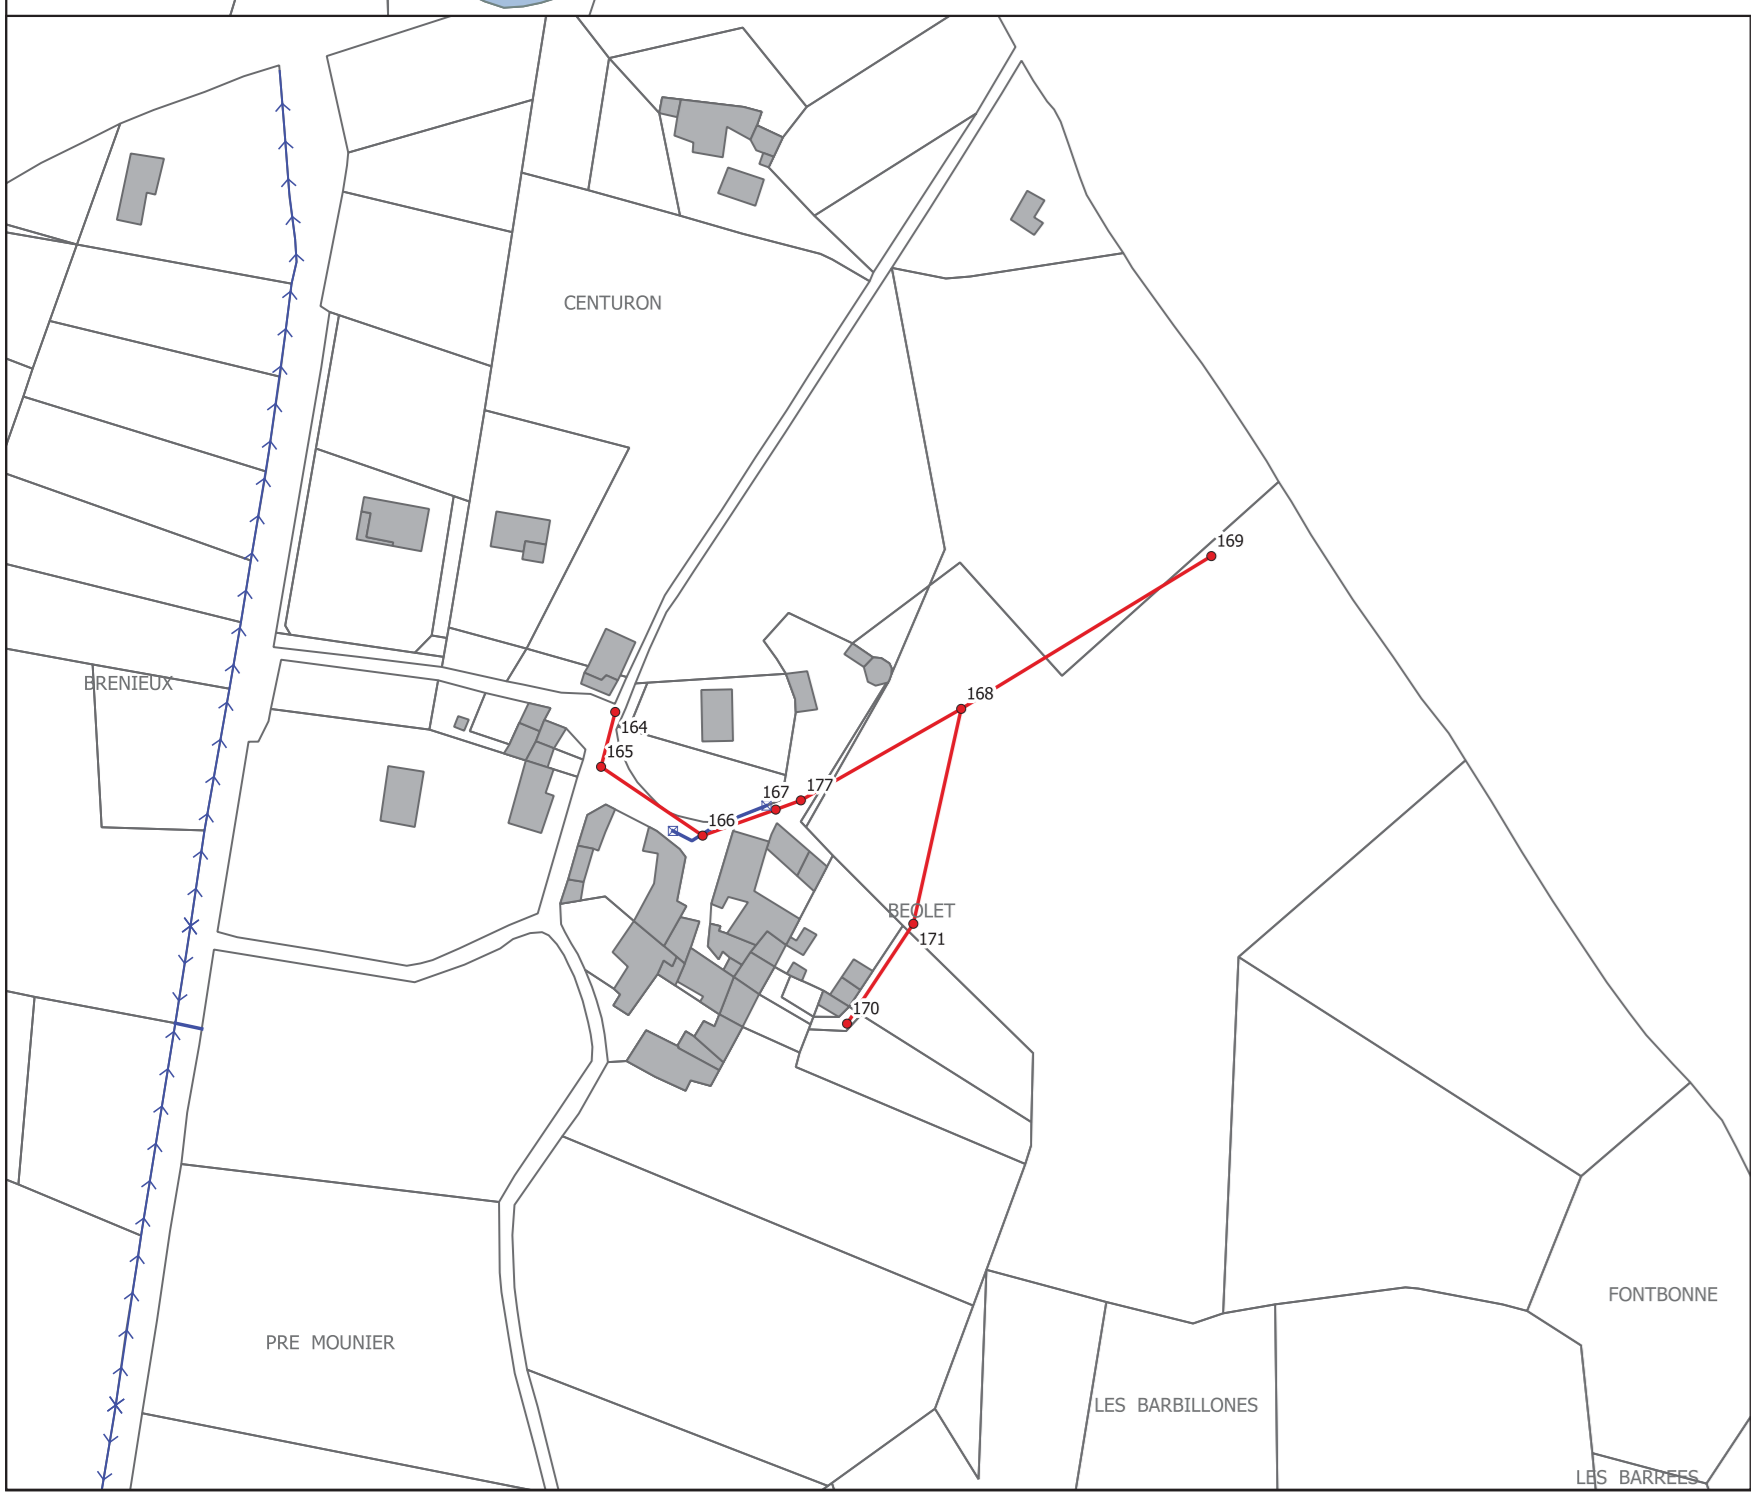 CENTURON
169
BRENIEUX
168
164
165
177
167
166
BEOLET
171
170
FONTBONNE
PRE MOUNIER
LES BARBILLONES
LES BARREES